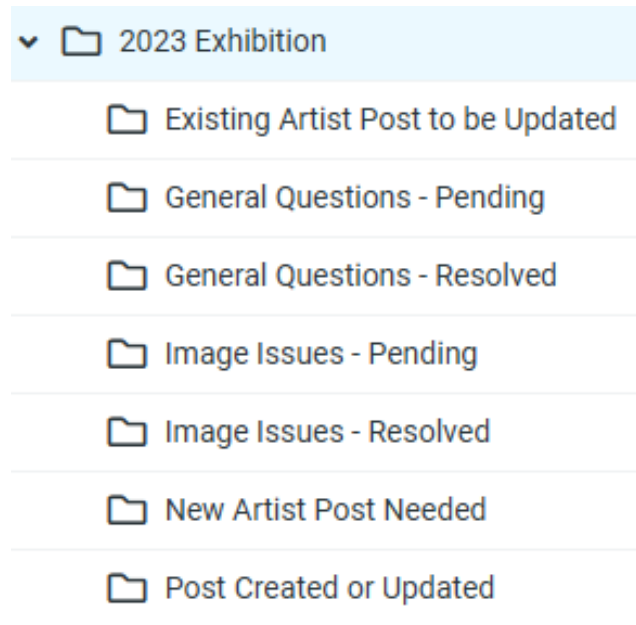 2023 Exhibition
Existing Artist Post to be Updated
General Questions - Pending
General Questions - Resolved
Image Issues - Pending
Image Issues - Resolved
New Artist Post Needed
Post Created or Updated